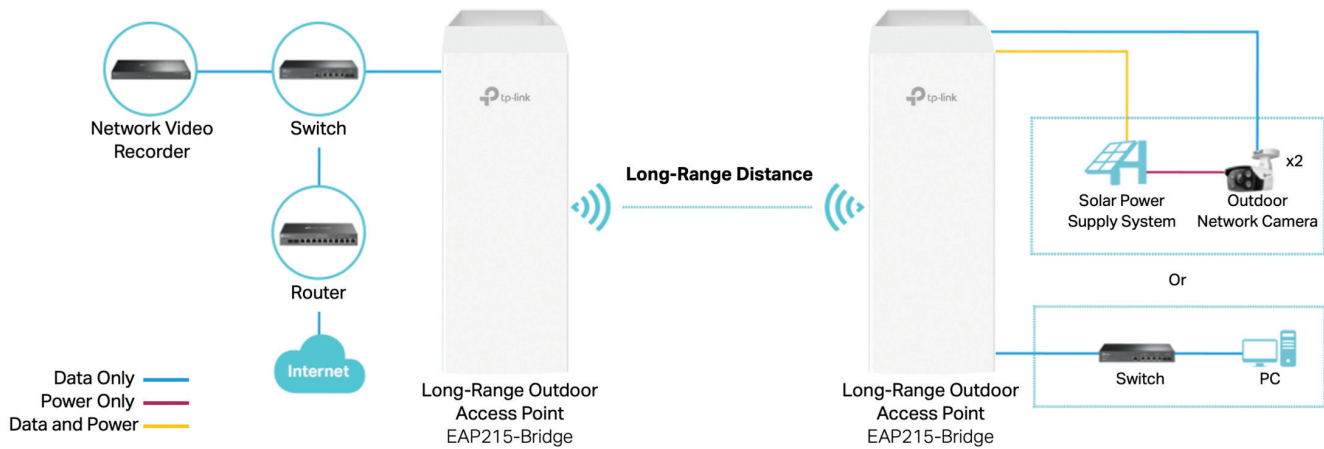 Network Video
Recorder
Switch
Router
Internet
Data Only
Power Only
Data and Power
tp-link
Long-Range Outdoor
Access Point
EAP215-Bridge
Long-Range Distance
tp-link
Long-Range Outdoor
Access Point
EAP215-Bridge
x2
Solar Power
Supply System
Outdoor
Network Camera
Or
Switch
PC